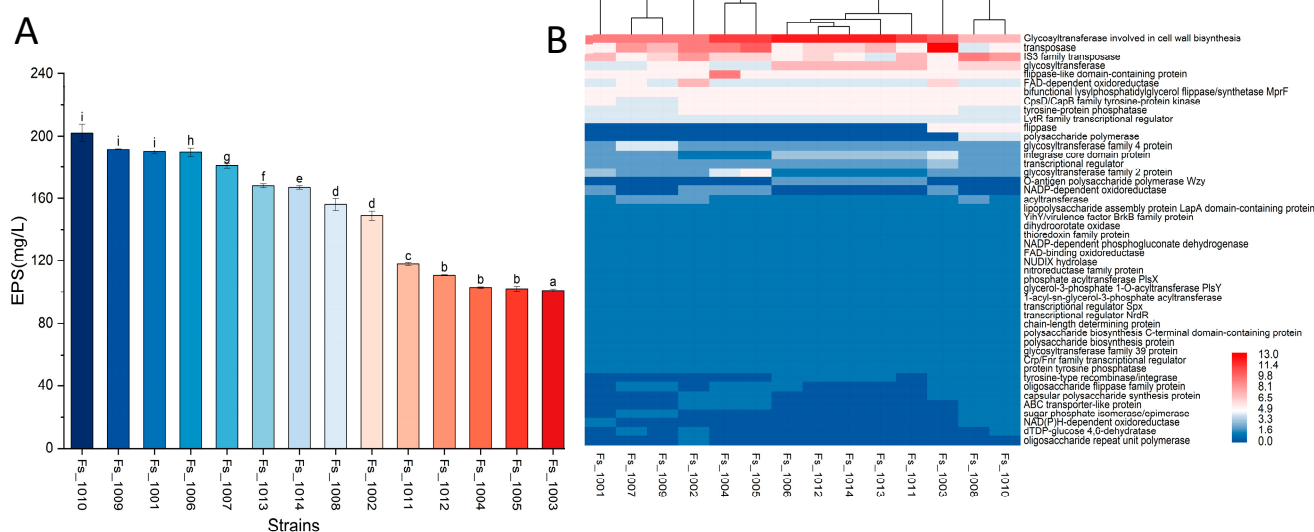 A
B
240
200
160
120
80
40
0
EPS(mg/L)
i
i
i
h
g
f
e
d
d
c
b
b
b
a
Fs_1010
Fs_1009
Fs_1001
Fs_1006
Fs_1007
Fs_1013
Fs_1014
Fs_1008
Fs_1002
Fs_1011
Fs_1012
Fs_1004
Fs_1005
Fs_1003
Strains
Glycosyltransferase involved in cell wall bisynthesis
transposase
IS3 family transposase
glycosyltransferase
flippase-like domain-containing protein
FAD-dependent oxidoreductase
bifunctional lysylphosphatidylglycerol flippase/synthetase MprF
CpsD/CapB family tyrosine-protein kinase
tyrosine-protein phosphatase
LytR family transcriptional regulator
flippase
polysaccharide polymerase
glycosyltransferase family 4 protein
integrase core domain protein
transcriptional regulator
glycosyltransferase family 2 protein
O-antigen polysaccharide polymerase Wzy
NADP-dependent oxidoreductase
acyltransferase
lipopolysaccharide assembly protein LapA domain-containing protein
YihY/virulence factor BrkB family protein
dihydroorotate oxidase
thioredoxin family protein
NADP-dependent phosphogluconate dehydrogenase
FAD-binding oxidoreductase
NUDIX hydrolase
nitroreductase family protein
phosphate acyltransferase PlsX
glycerol-3-phosphate 1-O-acyltransferase PlsY
1-acyl-sn-glycerol-3-phosphate acyltransferase
transcriptional regulator Spx
transcriptional regulator NrdR
chain-length determining protein
polysaccharide biosynthesis C-terminal domain-containing protein
polysaccharide biosynthesis protein
glycosyltransferase family 39 protein
Crp/Fnr family transcriptional regulator
protein tyrosine phosphatase
tyrosine-type recombinase/integrase
oligosaccharide flippase family protein
capsular polysaccharide synthesis protein
ABC transporter-like protein
sugar phosphate isomerase/epimerase
NAD(P)H-dependent oxidoreductase
dTDP-glucose 4,6-dehydratase
oligosaccharide repeat unit polymerase
13.0
11.4
9.8
8.1
6.5
4.9
3.3
1.6
0.0
Fs_1001
Fs_1007
Fs_1009
Fs_1002
Fs_1004
Fs_1005
Fs_1006
Fs_1012
Fs_1014
Fs_1013
Fs_1011
Fs_1003
Fs_1008
Fs_1010